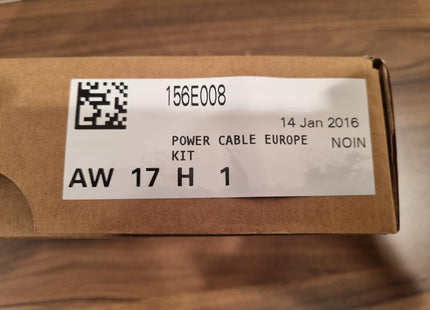 156E008
14 Jan 2016
POWER CABLE EUROPE NOIN
KIT
AW 17 H 1